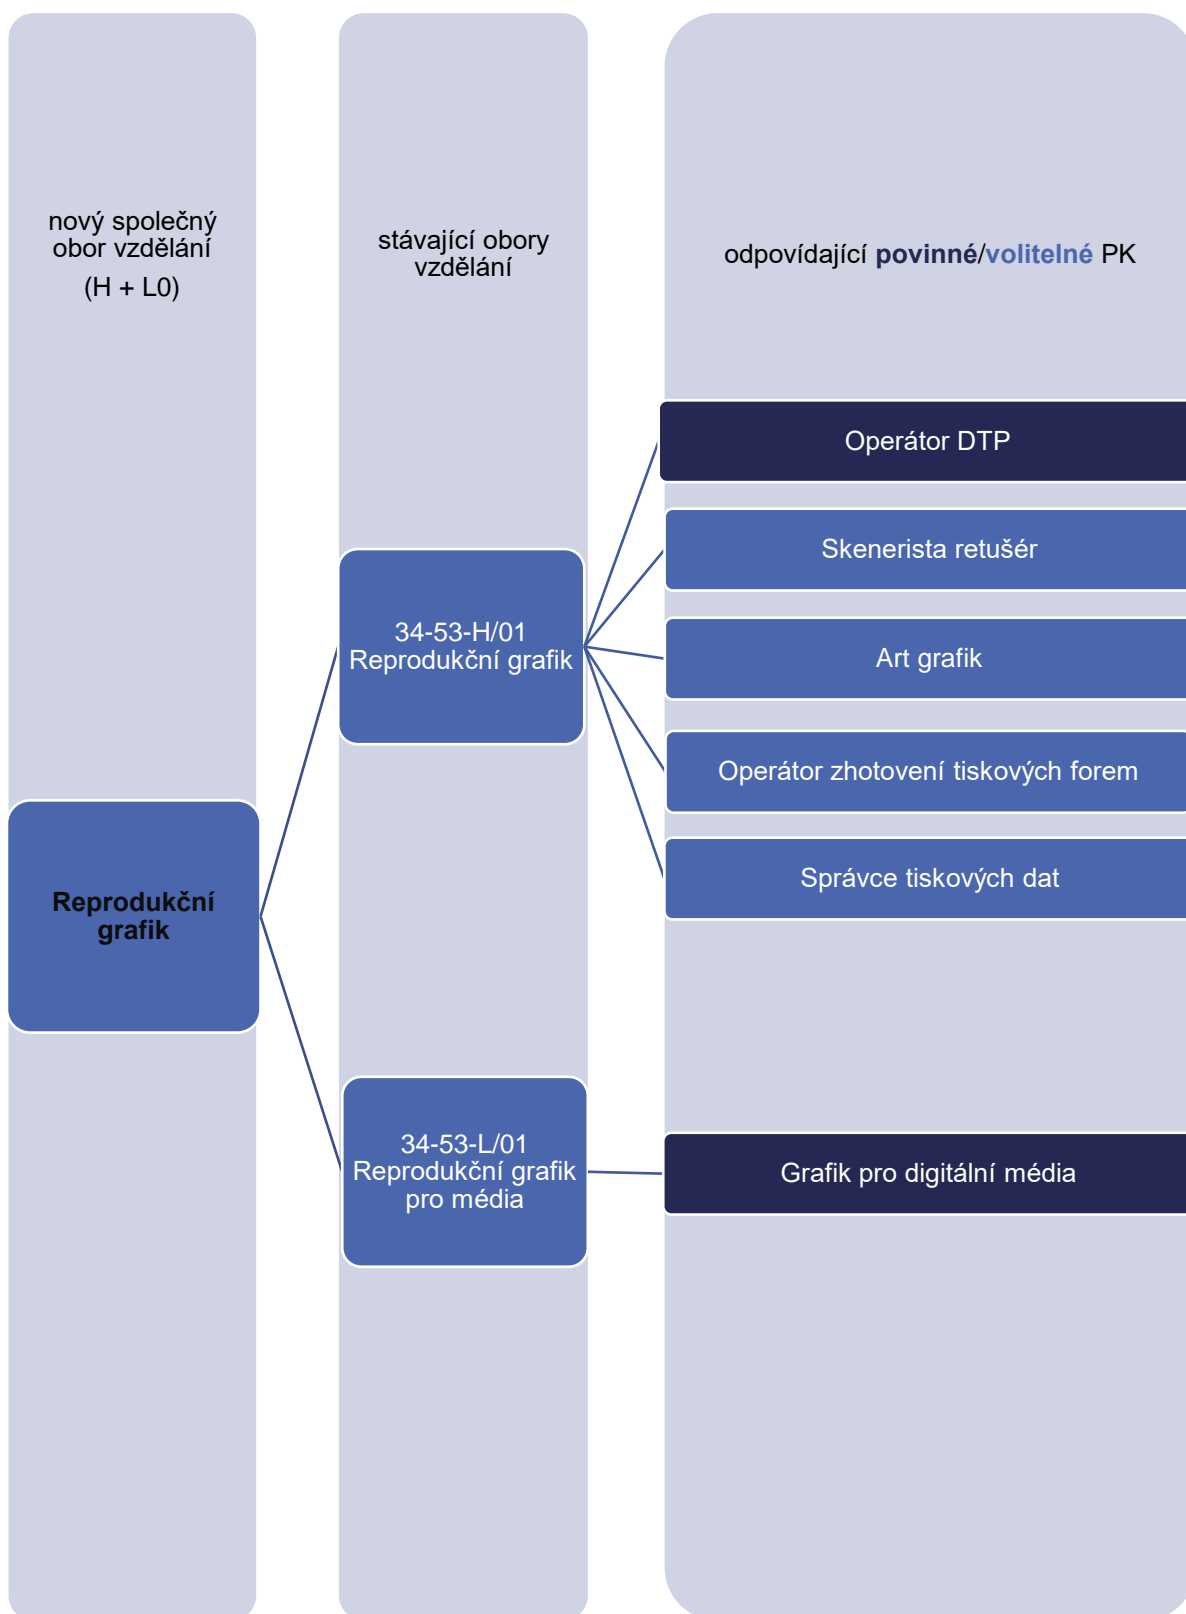 nový společný
obor vzdělání
(H + L0)
stávající obory
vzdělání
odpovídající povinné/volitelné PK
Operátor DTP
Skenerista retušér
Art grafik
Operátor zhotovení tiskových forem
Správce tiskových dat
34-53-H/01
Reprodukční grafik
Reprodukční
grafik
34-53-L/01
Reprodukční grafik
pro média
Grafik pro digitální média